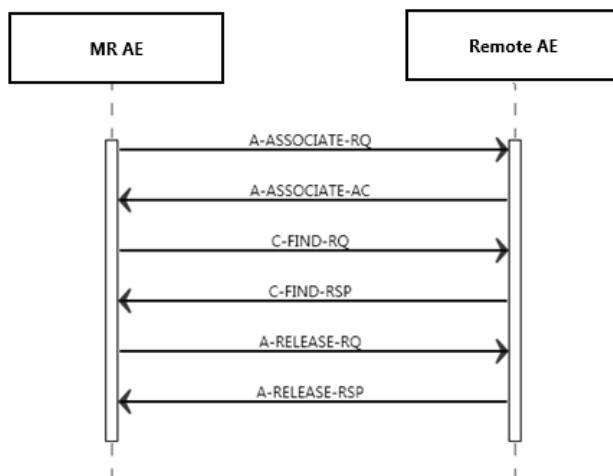 MR AE
Remote AE
A-ASSOCIATE-RQ
A-ASSOCIATE-AC
C-FIND-RQ
C-FIND-RSP
A-RELEASE-RQ
A-RELEASE-RSP